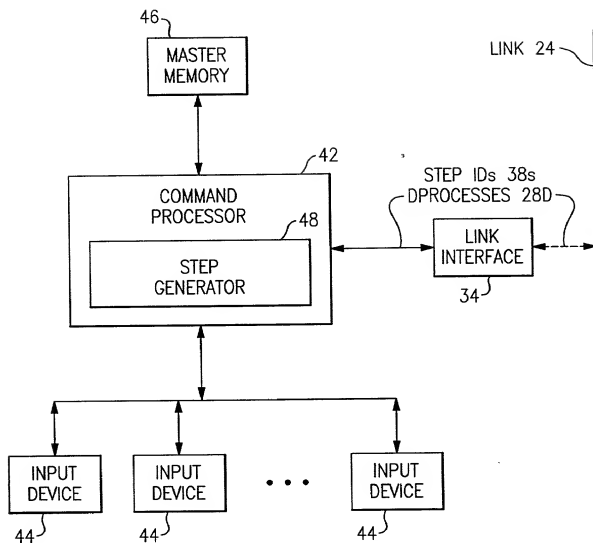 46
MASTER
MEMORY
LINK 24
42
COMMAND
PROCESSOR
48
STEP
GENERATOR
STEP IDs 38s
DPROCESSES 28D
LINK
INTERFACE
34
INPUT
DEVICE
44
INPUT
DEVICE
44
INPUT
DEVICE
44